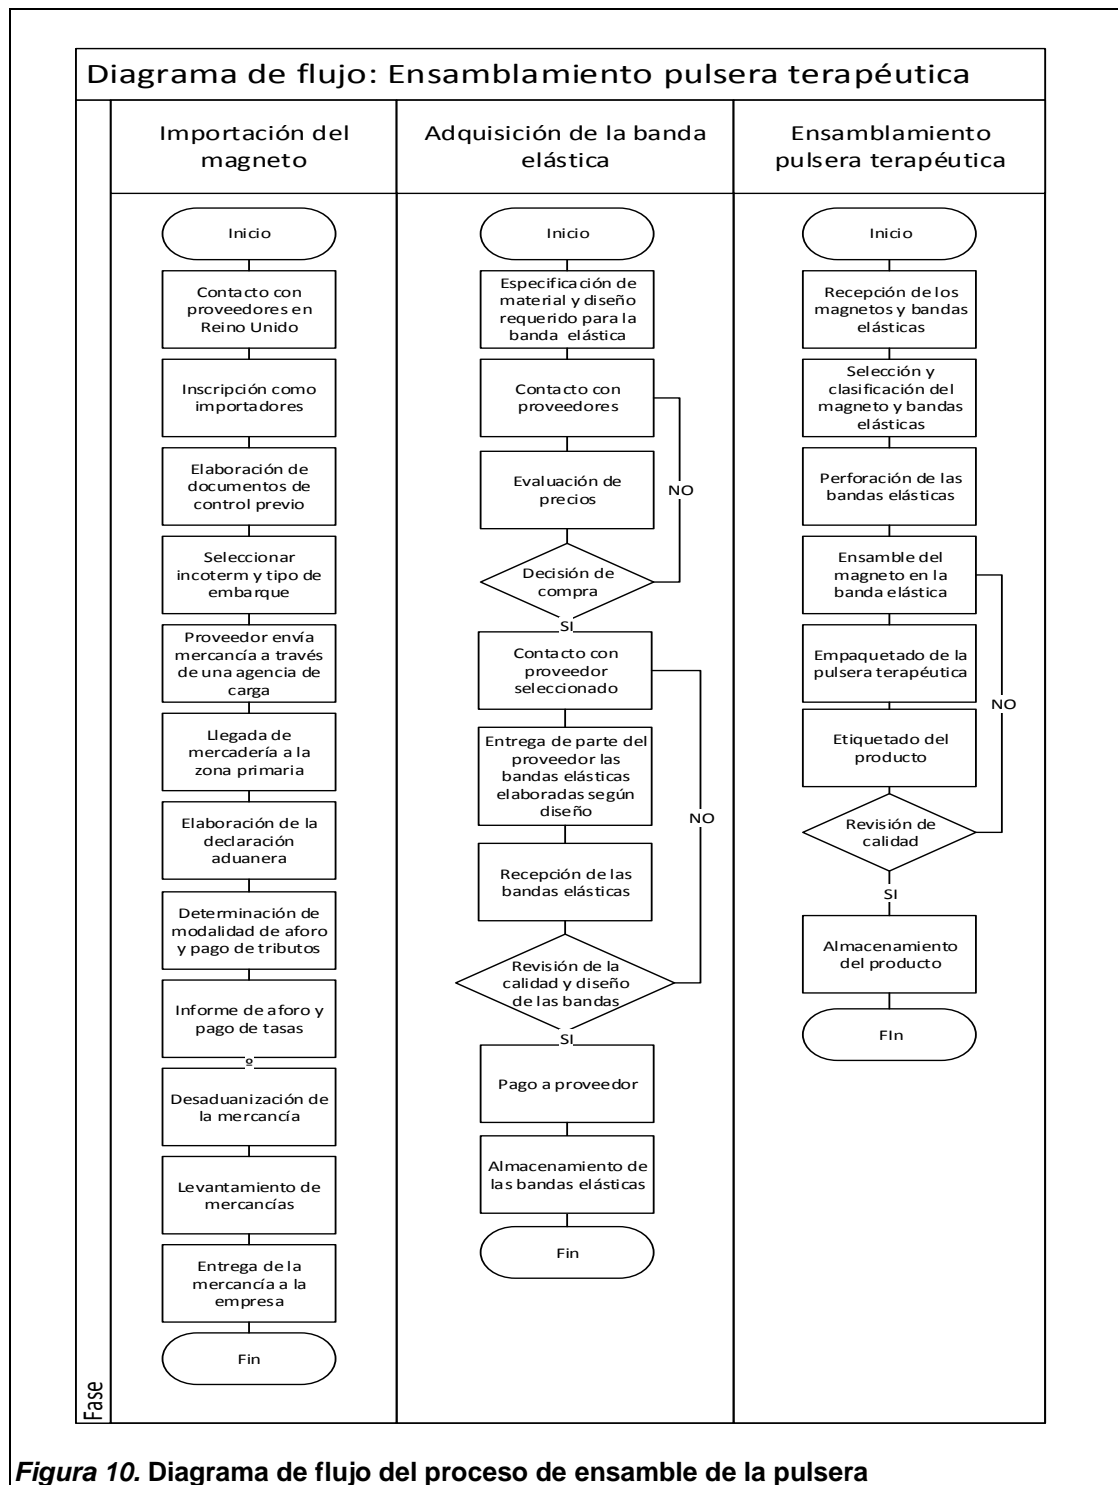 Diagrama de flujo: Ensamblamiento pulsera terapéutica
Fase
Importación del
magneto
Inicio
Contacto con
proveedores en
Reino Unido
Inscripción como
importadores
Elaboración de
documentos de
control previo
Seleccionar
incoterm y tipo de
embarque
Proveedor envía
mercancía a través
de una agencia de
carga
Llegada de
mercadería a la
zona primaria
Elaboración de la
declaración
aduanera
Determinación de
modalidad de aforo
y pago de tributos
Informe de aforo y
pago de tasas
º
Desaduanización de
la mercancía
Levantamiento de
mercancías
Entrega de la
mercancía a la
empresa
Fin
Adquisición de la banda
elástica
Inicio
Especificación de
material y diseño
requerido para la
banda elástica
Contacto con
proveedores
Evaluación de
precios
NO
Decisión de
compra
SI
Contacto con
proveedor
seleccionado
Entrega de parte del
proveedor las
bandas elásticas
elaboradas según
diseño
NO
Recepción de las
bandas elásticas
Revisión de la
calidad y diseño
de las bandas
SI
Pago a proveedor
Almacenamiento de
las bandas elásticas
Fin
Ensamblamiento
pulsera terapéutica
Inicio
Recepción de los
magnetos y bandas
elásticas
Selección y
clasificación del
magneto y bandas
elásticas
Perforación de las
bandas elásticas
Ensamble del
magneto en la
banda elástica
Empaquetado de la
pulsera terapéutica
NO
Etiquetado del
producto
Revisión de
calidad
SI
Almacenamiento
del producto
FIn
Figura 10. Diagrama de flujo del proceso de ensamble de la pulsera